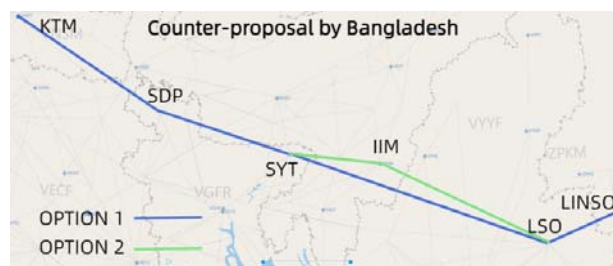 Counter-proposal by Bangladesh
KTM
SDP
IIM
SYT
VYYF
ZPKM
VECF
VGFR
LINSO
LSO
OPTION 1
OPTION 2